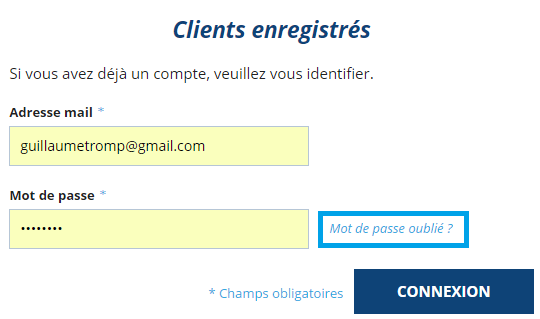 Clients enregistrés
Si vous avez déjà un compte, veuillez vous identifier.
Adresse mail *
guillaumetromp@gmail.com
Mot de passe *
••••••••
Mot de passe oublié ?
* Champs obligatoires
CONNEXION